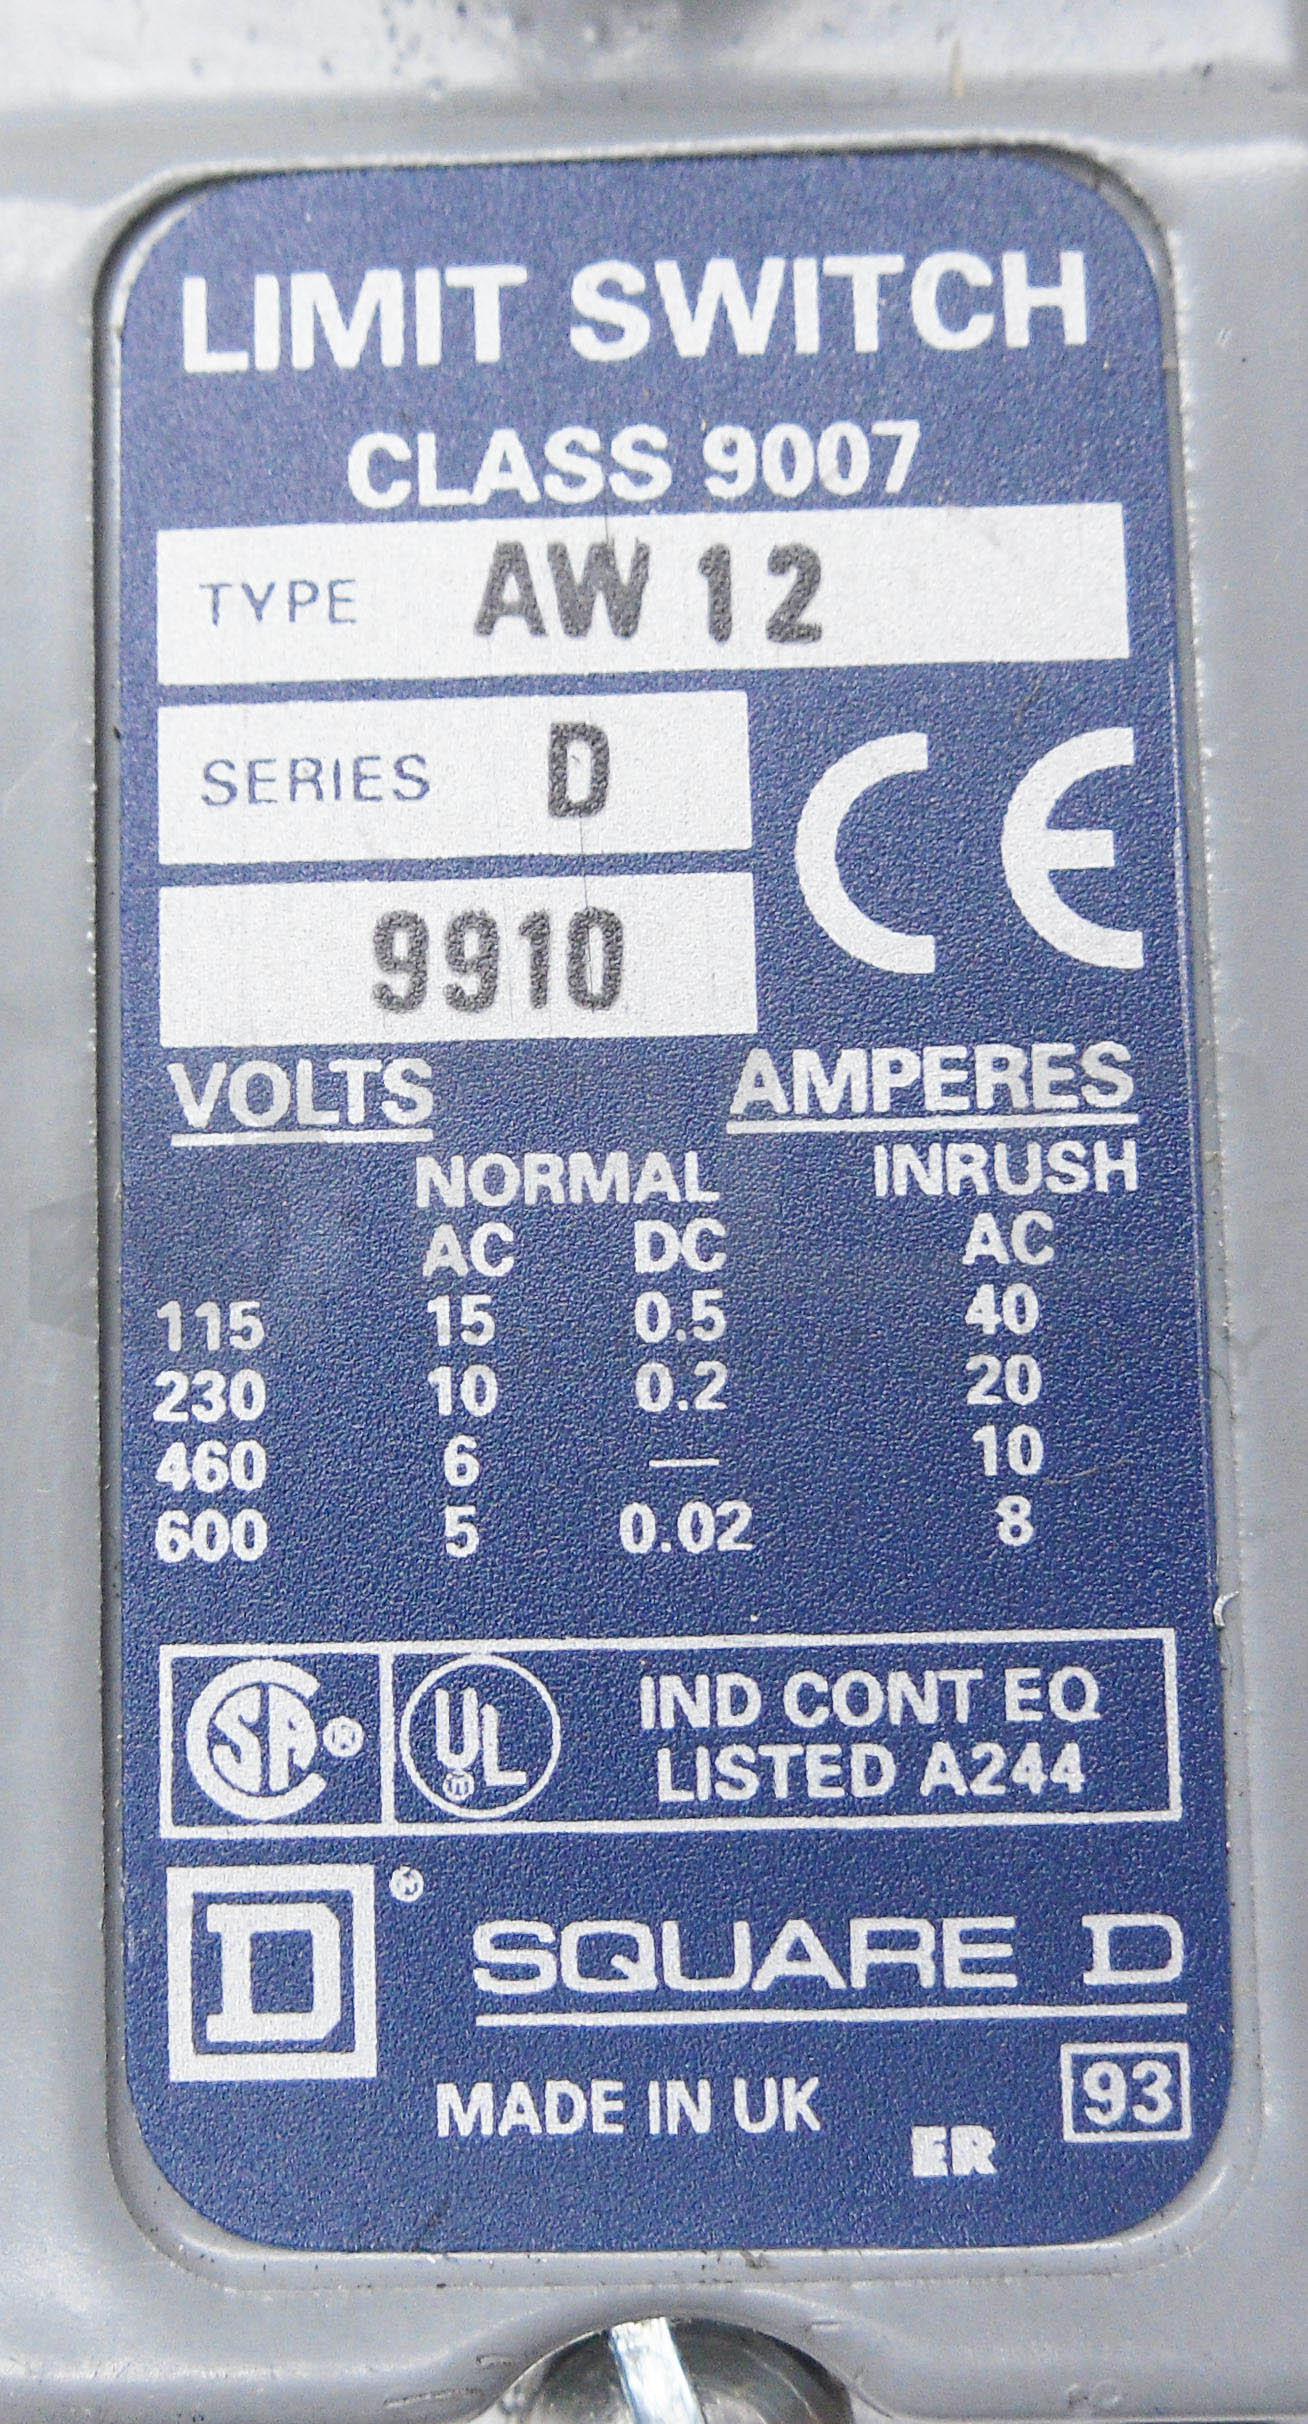 LIMIT SWITCH
CLASS 9007
TYPE AW 12
SERIES D
9910
CE
VOLTS AMPERES
NORMAL INRUSH
AC DC AC
115 15 0.5 40
230 10 0.2 20
460 6 — 10
600 5 0.02 8
CSA ® UL IND CONT EQ
LISTED A244
D ® SQUARE D
MADE IN UK 93
ER